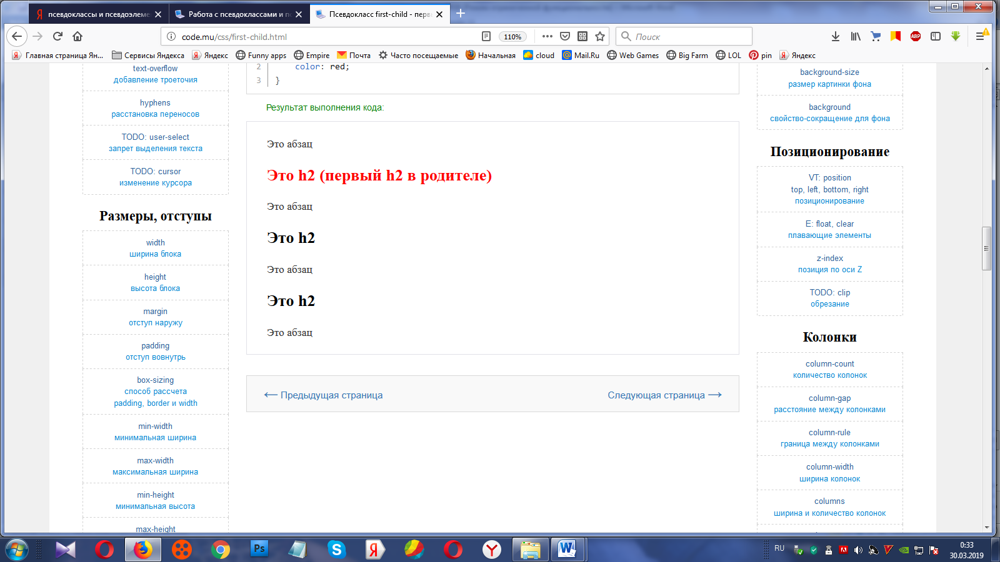 псевдоклассы и псевдоэлеме
Работа с псевдоклассами и п
Псевдокласс first-child - перв
code.mu/css/first-child.html
110%
Поиск
ABP
Главная страница Ян...
Сервисы Яндекса
Яндекс
Funny apps
Empire
Почта
Часто посещаемые
Начальная
cloud
Mail.Ru
Web Games
Big Farm
LOL
pin
Яндекс
text-overflow
добавление троеточия
hyphens
расстановка переносов
TODO: user-select
запрет выделения текста
TODO: cursor
изменение курсора
Размеры, отступы
width
ширина блока
height
высота блока
margin
отступ наружу
padding
отступ вовнутрь
box-sizing
способ рассчета
padding, border и width
min-width
минимальная ширина
max-width
максимальная ширина
min-height
минимальная высота
max-height
2 color: red;
3 }
Результат выполнения кода:
Это абзац
Это h2 (первый h2 в родителе)
Это абзац
Это h2
Это абзац
Это h2
Это абзац
← Предыдущая страница
Следующая страница →
background-size
размер картинки фона
background
свойство-сокращение для фона
Позиционирование
VT: position
top, left, bottom, right
позиционирование
E: float, clear
плавающие элементы
z-index
позиция по оси Z
TODO: clip
обрезание
Колонки
column-count
количество колонок
column-gap
расстояние между колонками
column-rule
граница между колонками
column-width
ширина колонок
columns
ширина и количество колонок
Ps
RU
0:33
30.03.2019